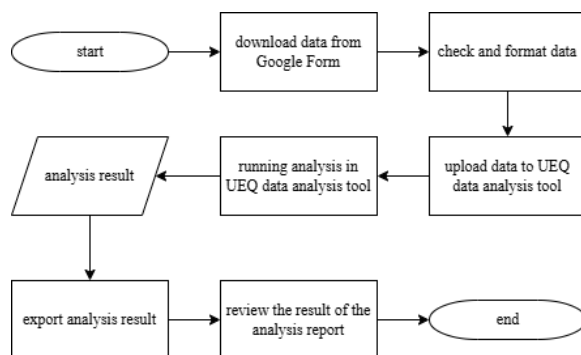 start
download data from
Google Form
check and format data
upload data to UEQ
data analysis tool
running analysis in
UEQ data analysis tool
analysis result
export analysis result
review the result of the
analysis report
end